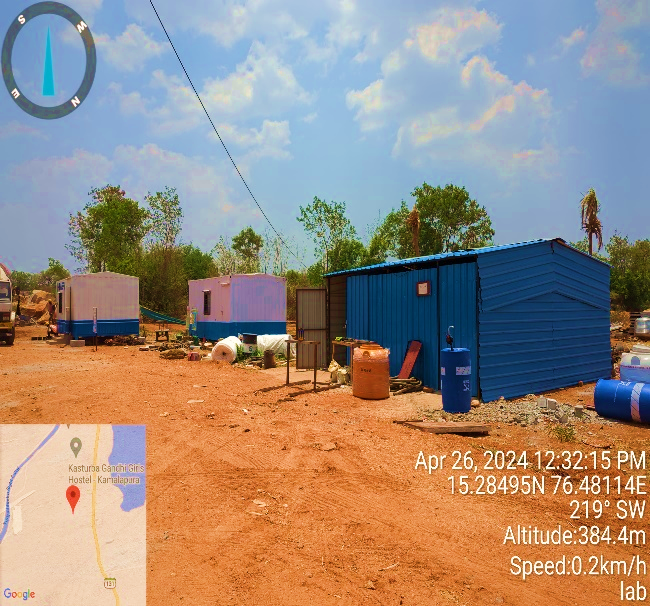 S
W
E
N
Kasturba Gandhi Girls
Hostel - Kamalapura
131
Google
Apr 26, 2024 12:32:15 PM
15.28495N 76.48114E
219° SW
Altitude:384.4m
Speed:0.2km/h
lab